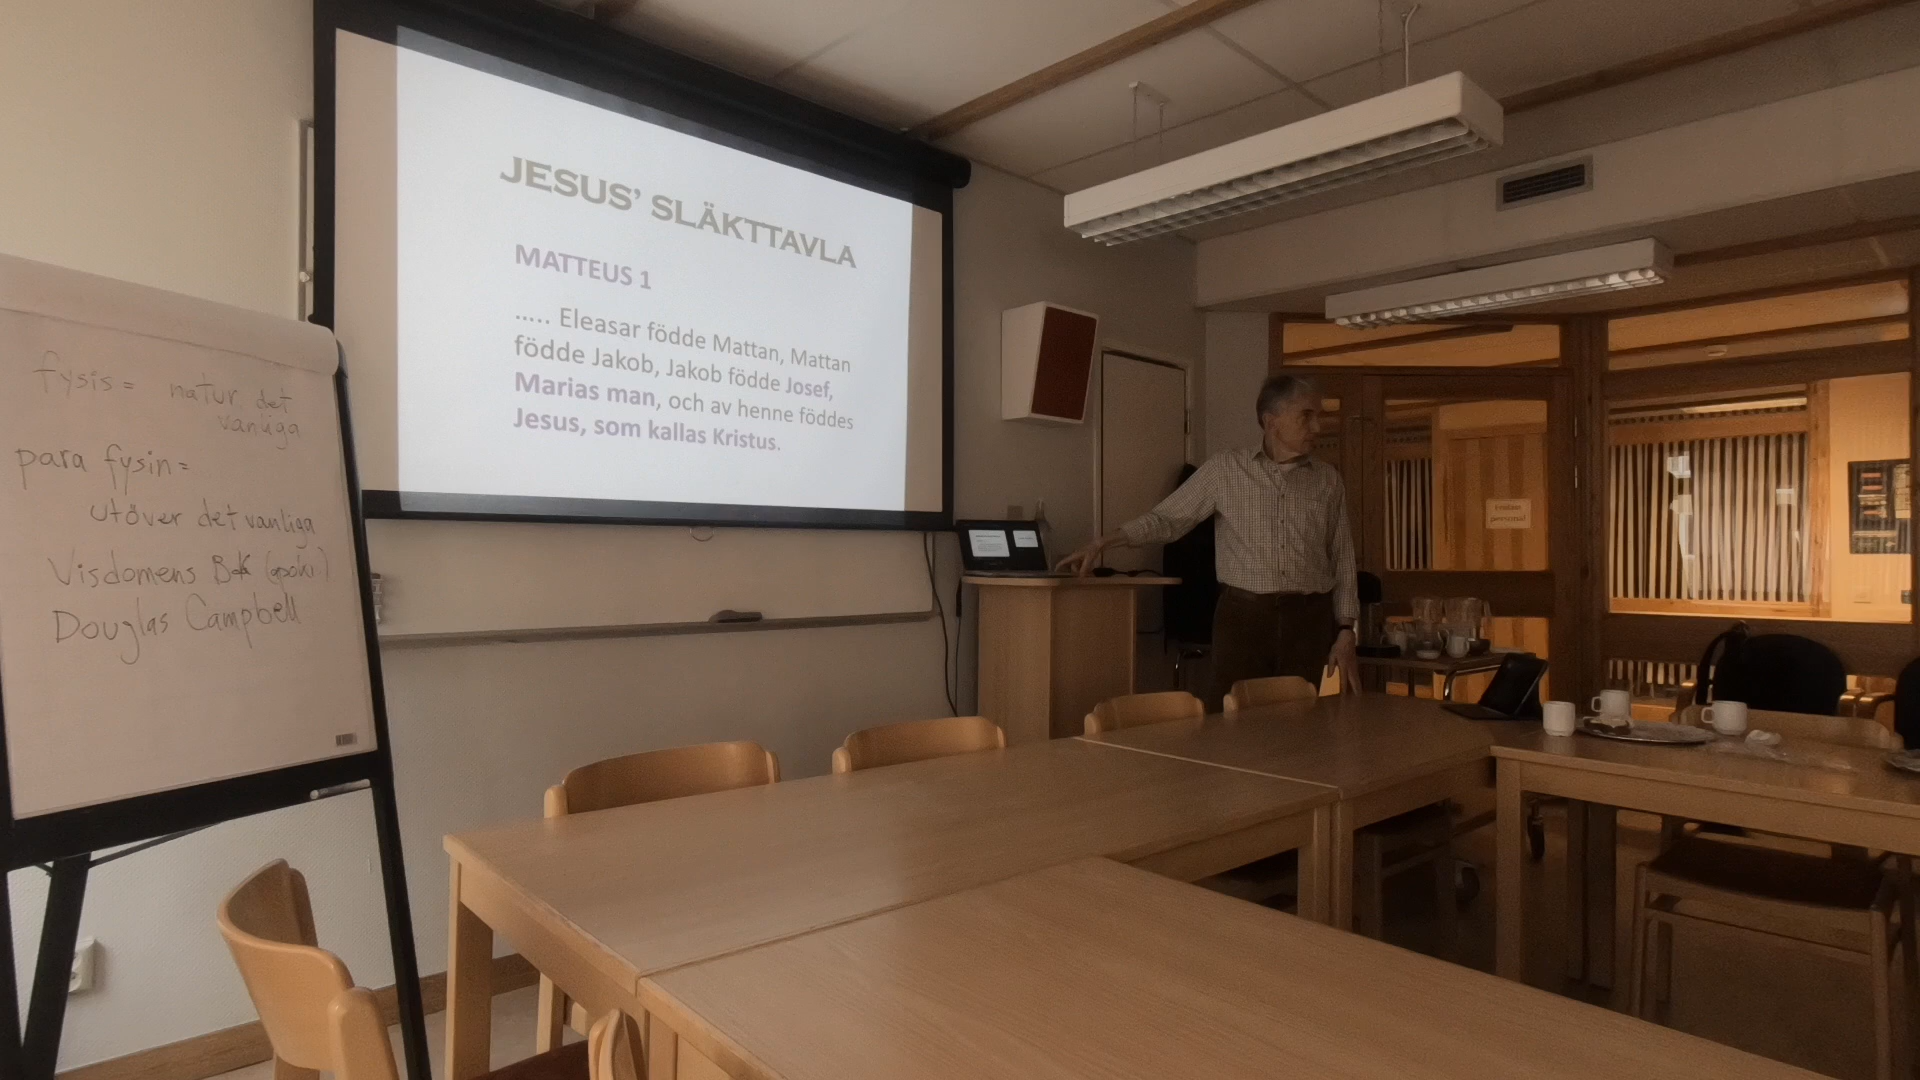 JESUS’ SLÄKTTAVLA
MATTEUS 1
….. Eleasar födde Mattan, Mattan
födde Jakob, Jakob födde Josef,
Marias man, och av henne föddes
Jesus, som kallas Kristus.
fysis = natur, det
vanliga
para fysin =
utöver det vanliga
Visdomens Bok
Douglas Campbell